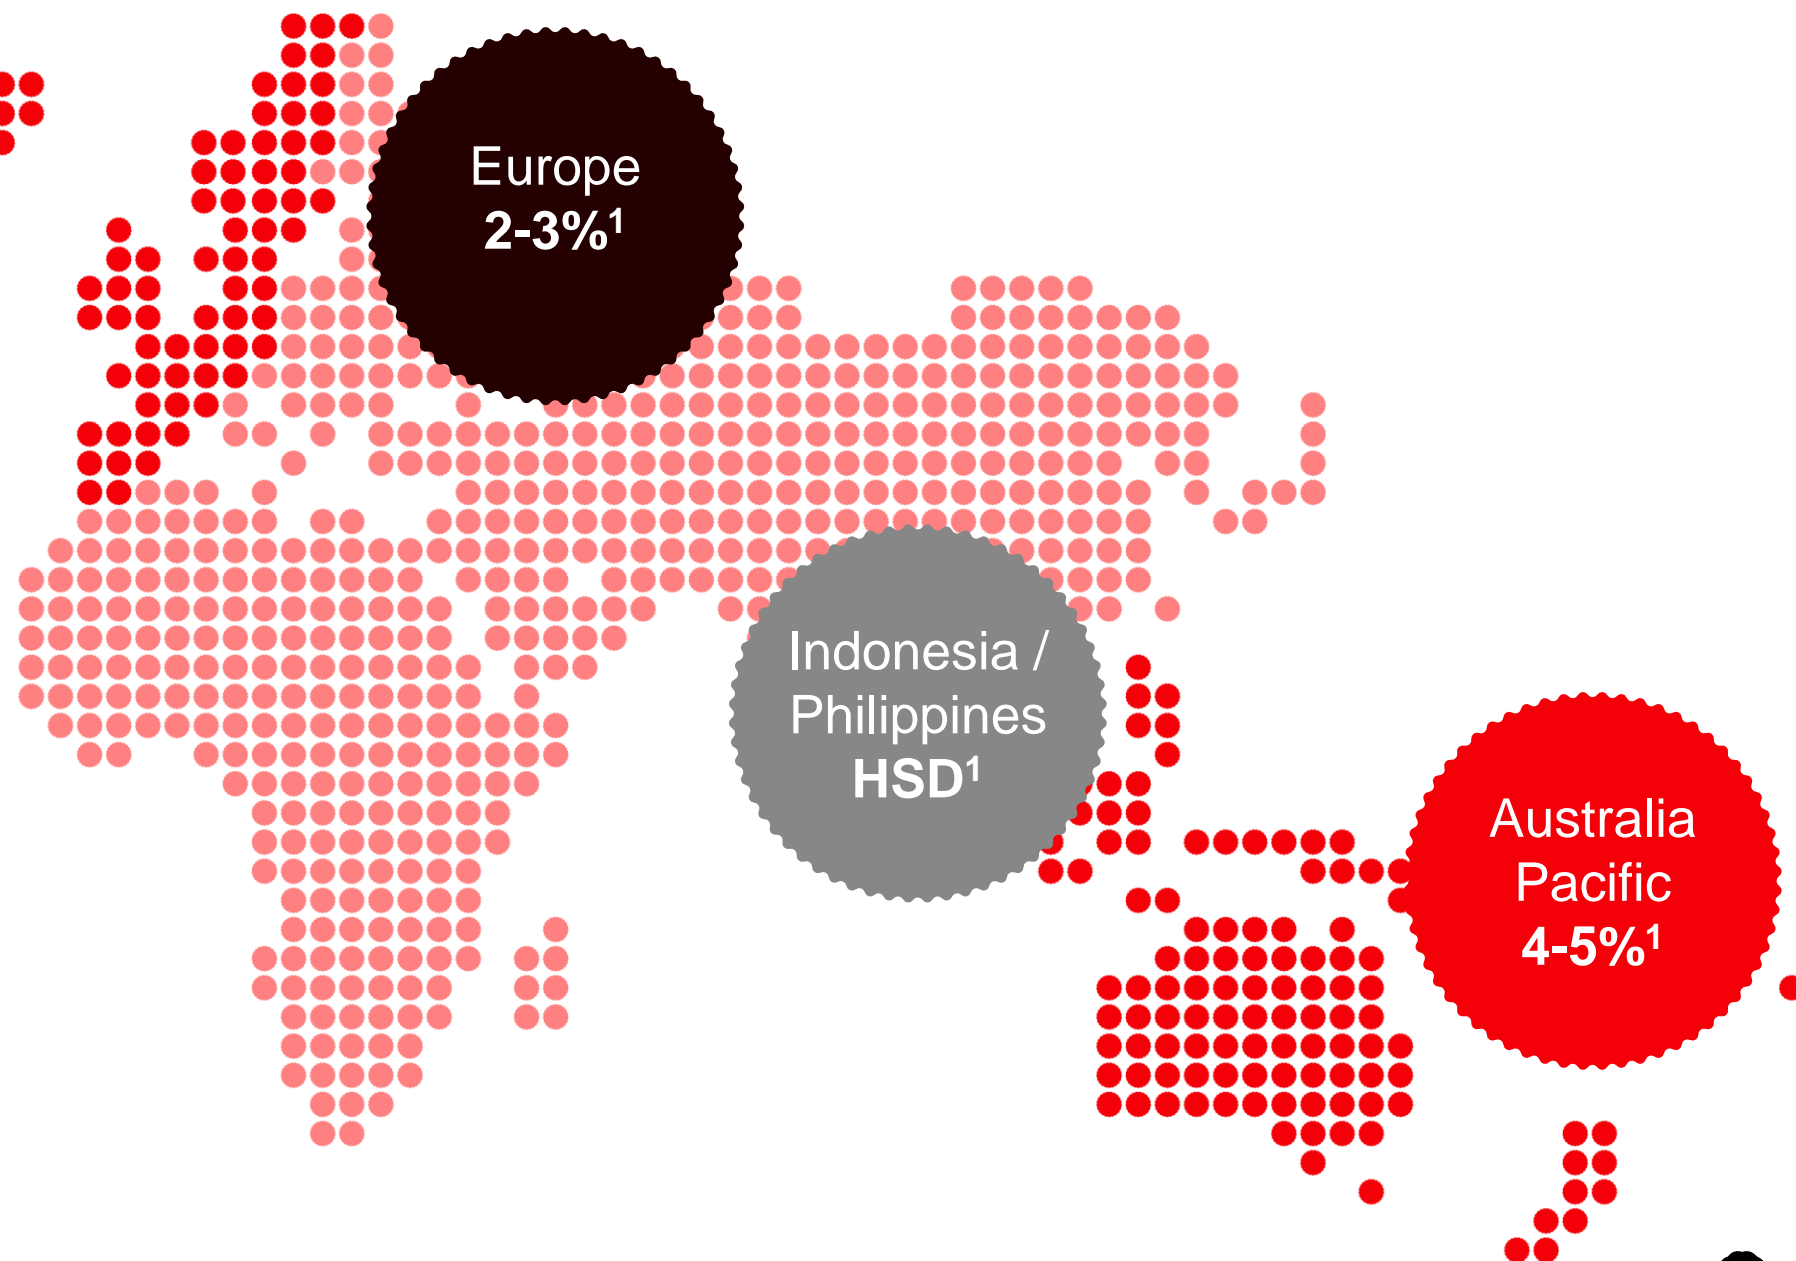 Europe
2-3%¹
Indonesia /
Philippines
HSD¹
Australia
Pacific
4-5%¹